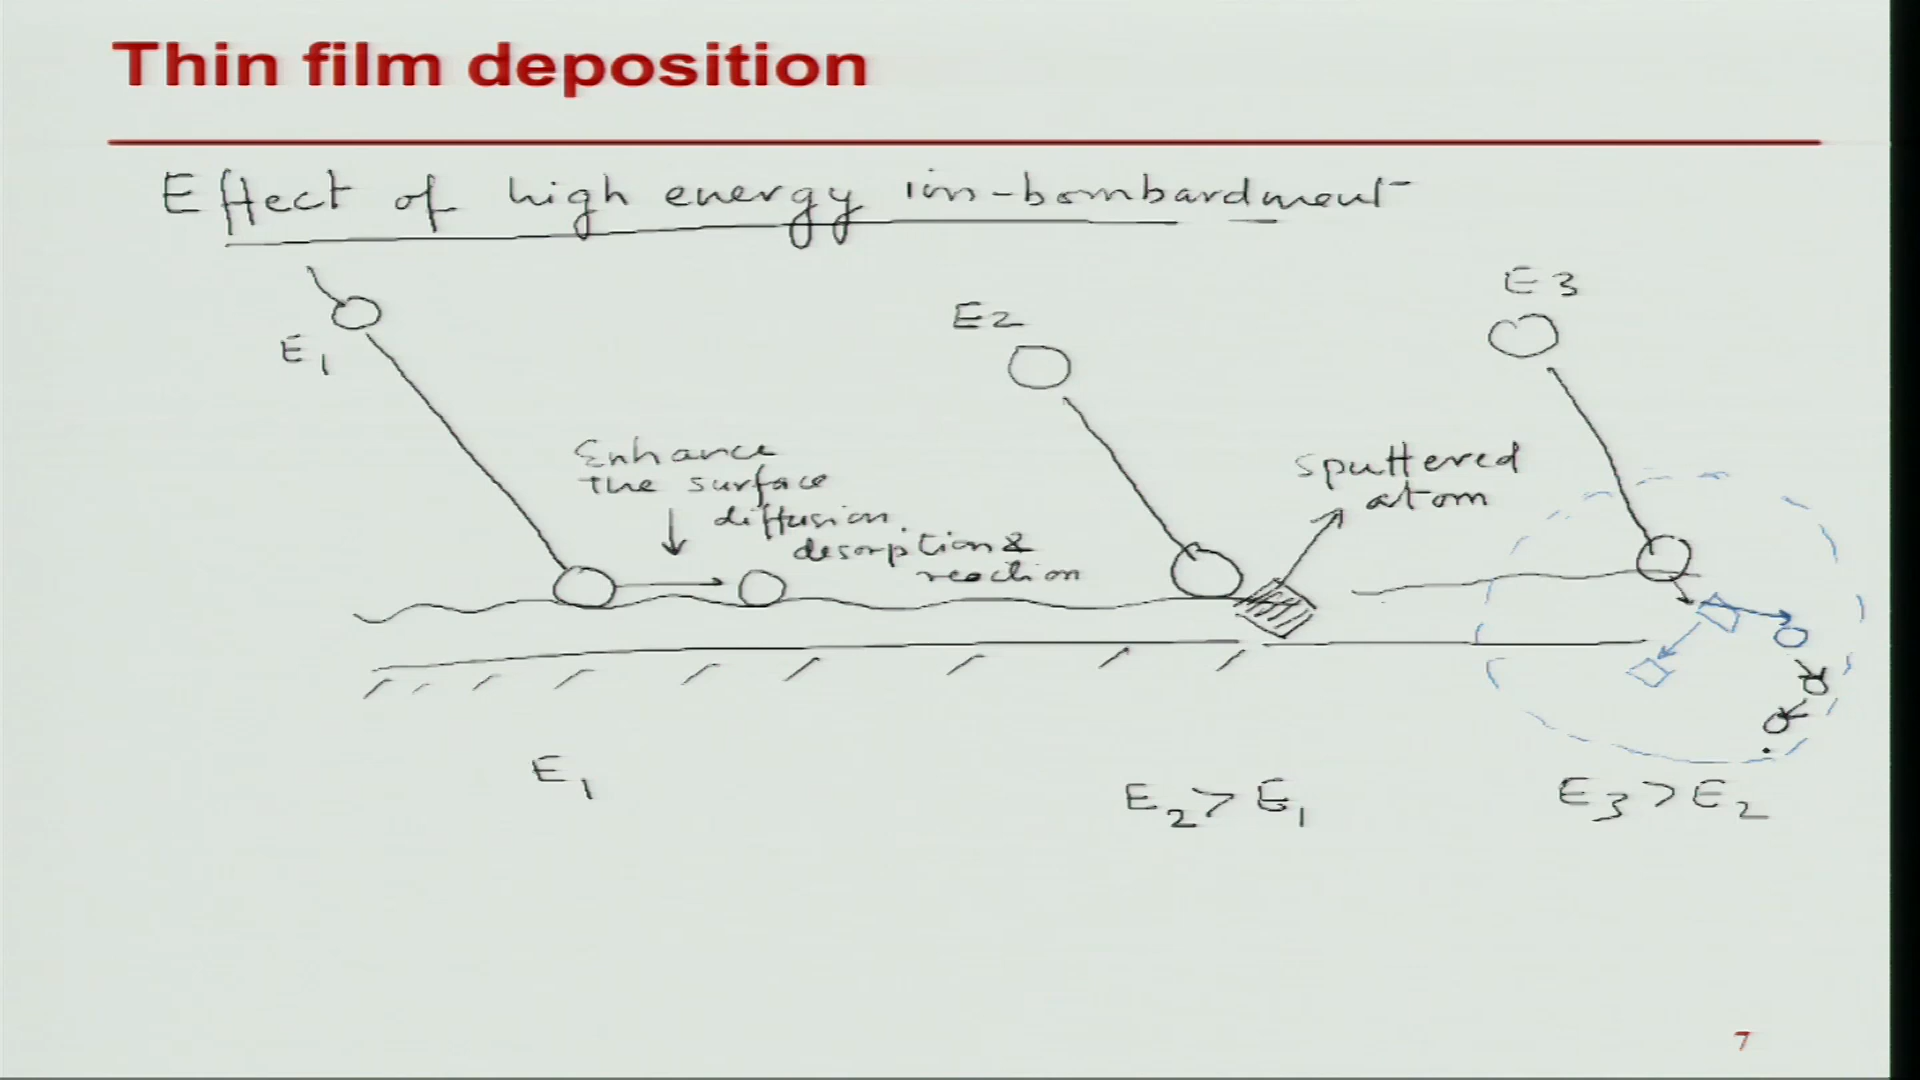 Thin film deposition
Effect of high energy ion-bombardment
E1
E2
E3
Enhance
the surface
diffusion,
desorption &
reaction
sputtered
atom
E1
E2 > E1
E3 > E2
7